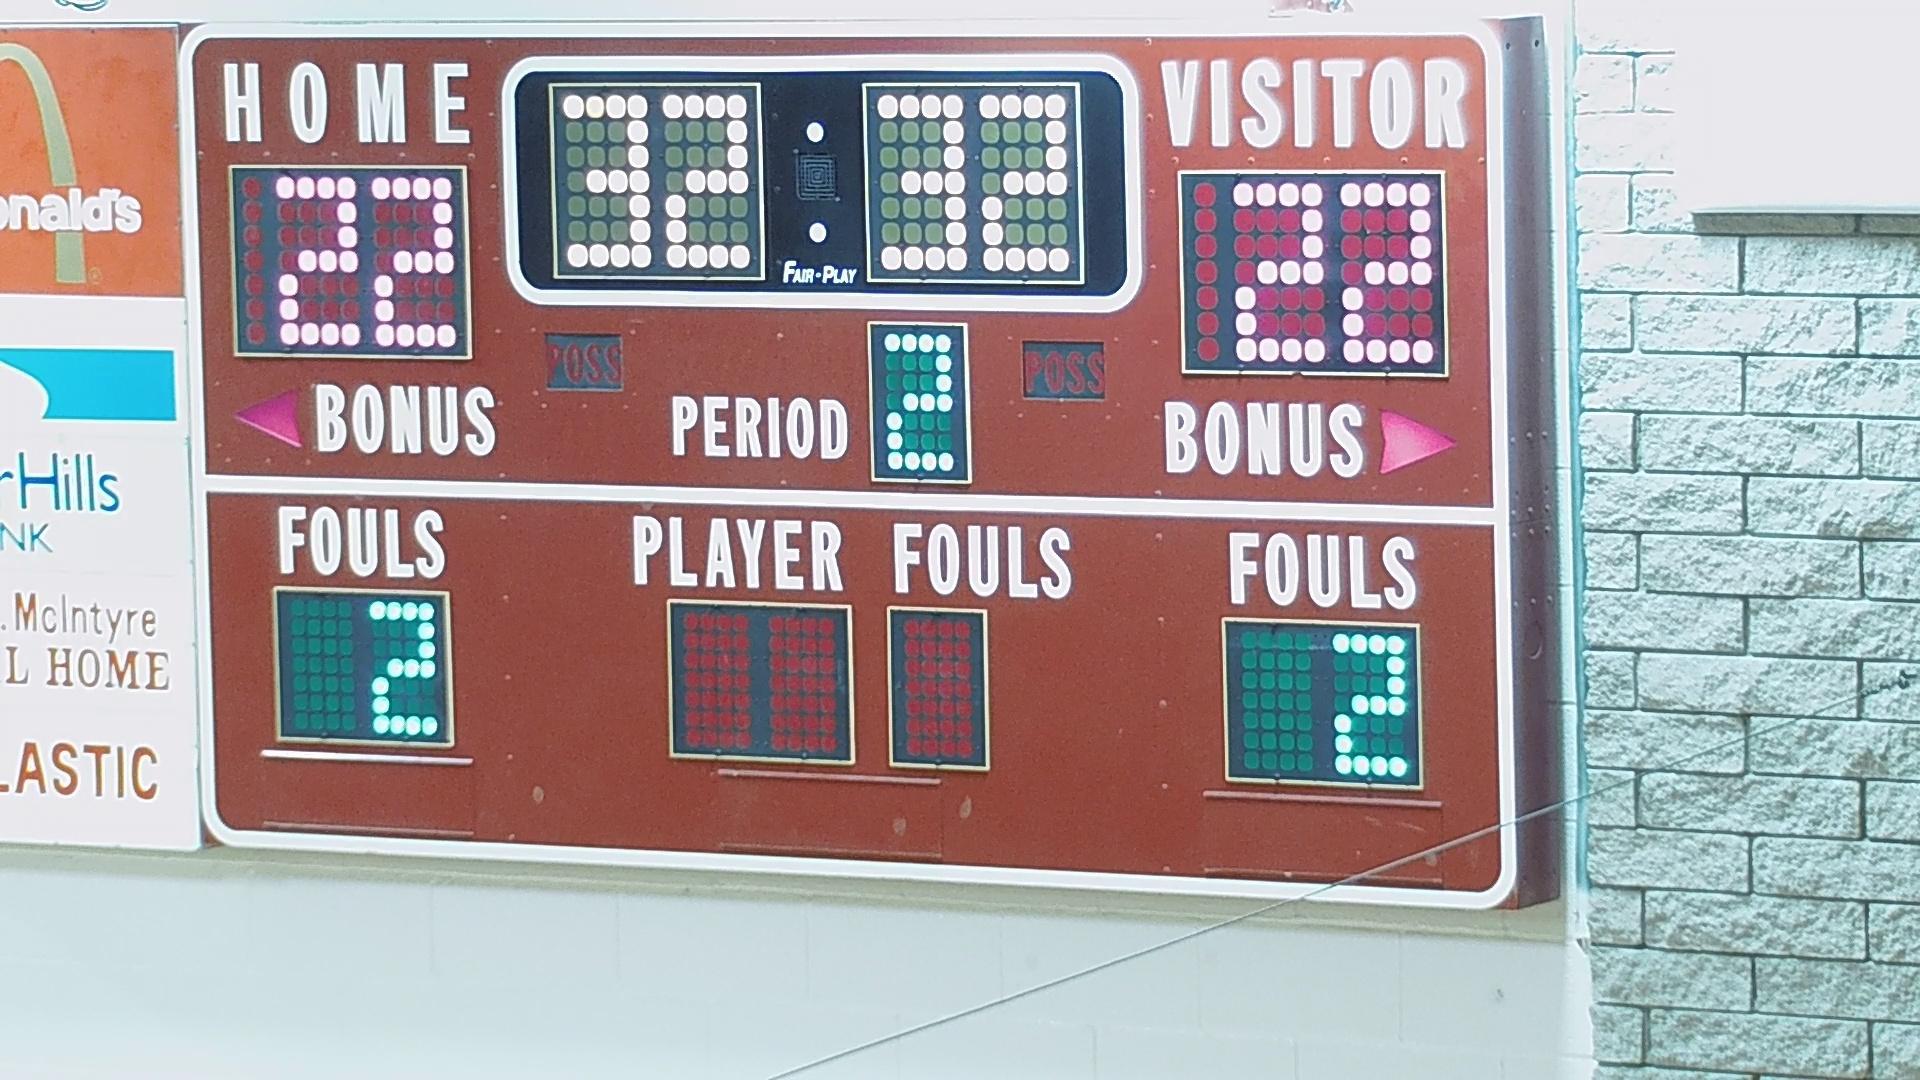 HOME
32:32
VISITOR
22
FAIR-PLAY
22
POSS
POSS
BONUS
PERIOD
2
BONUS
FOULS
PLAYER FOULS
FOULS
2
2
onald's
rHills
NK
. McIntyre
L HOME
LASTIC